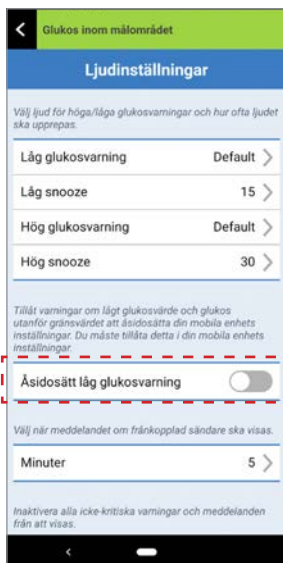 Glukos inom målområdet
Ljudinställningar
Välj ljud för höga/låga glukosvarningar och hur ofta ljudet
ska upprepas.
Låg glukosvarning Default
Låg snooze 15
Hög glukosvarning Default
Hög snooze 30
Tillåt varningar om lågt glukosvärde och glukos
utanför gränsvärdet att åsidosätta din mobila enhets
inställningar. Du måste tillåta detta i din mobila enhets
inställningar.
Åsidosätt låg glukosvarning
Välj när meddelandet om frånkopplad sändare ska visas.
Minuter 5
Inaktivera alla icke-kritiska varningar och meddelanden
från att visas.